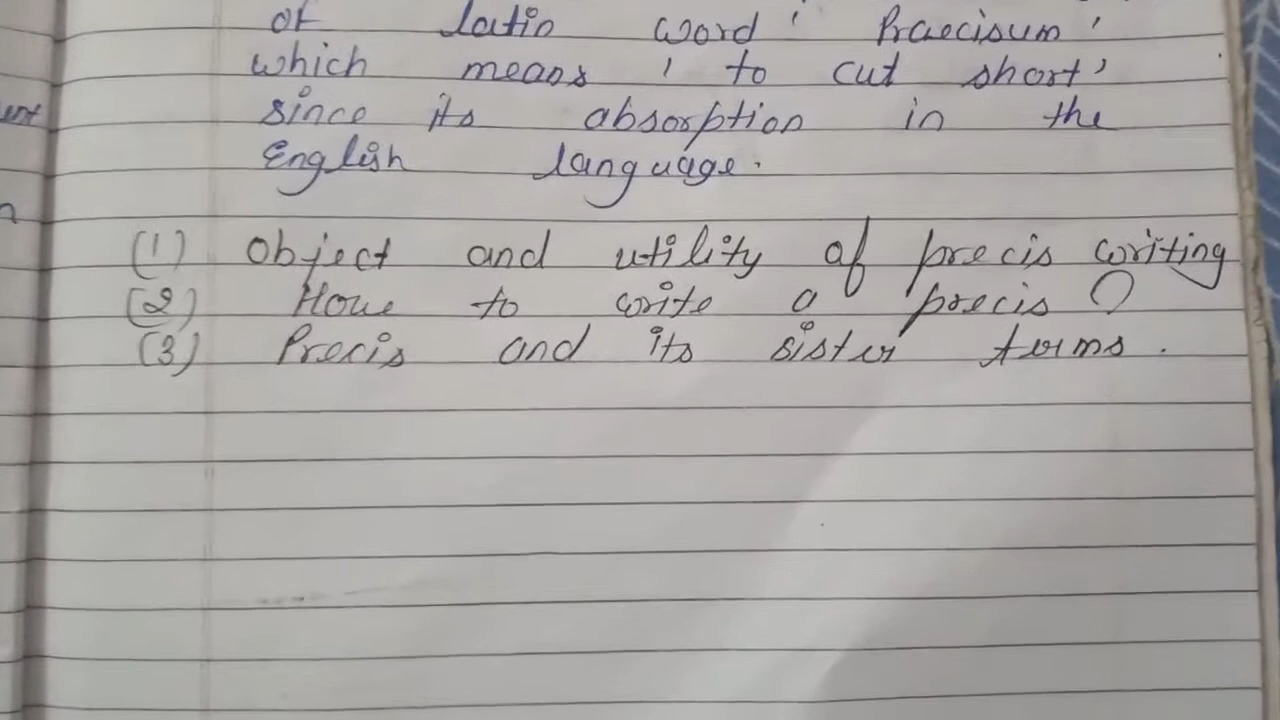 of latin word ' Praecisum '
which means ' to cut short '
since its absorption in the
English language.
(1) Object and utility of precis writing
(2) Howe to write a precis ?
(3) Precis and its sister terms .